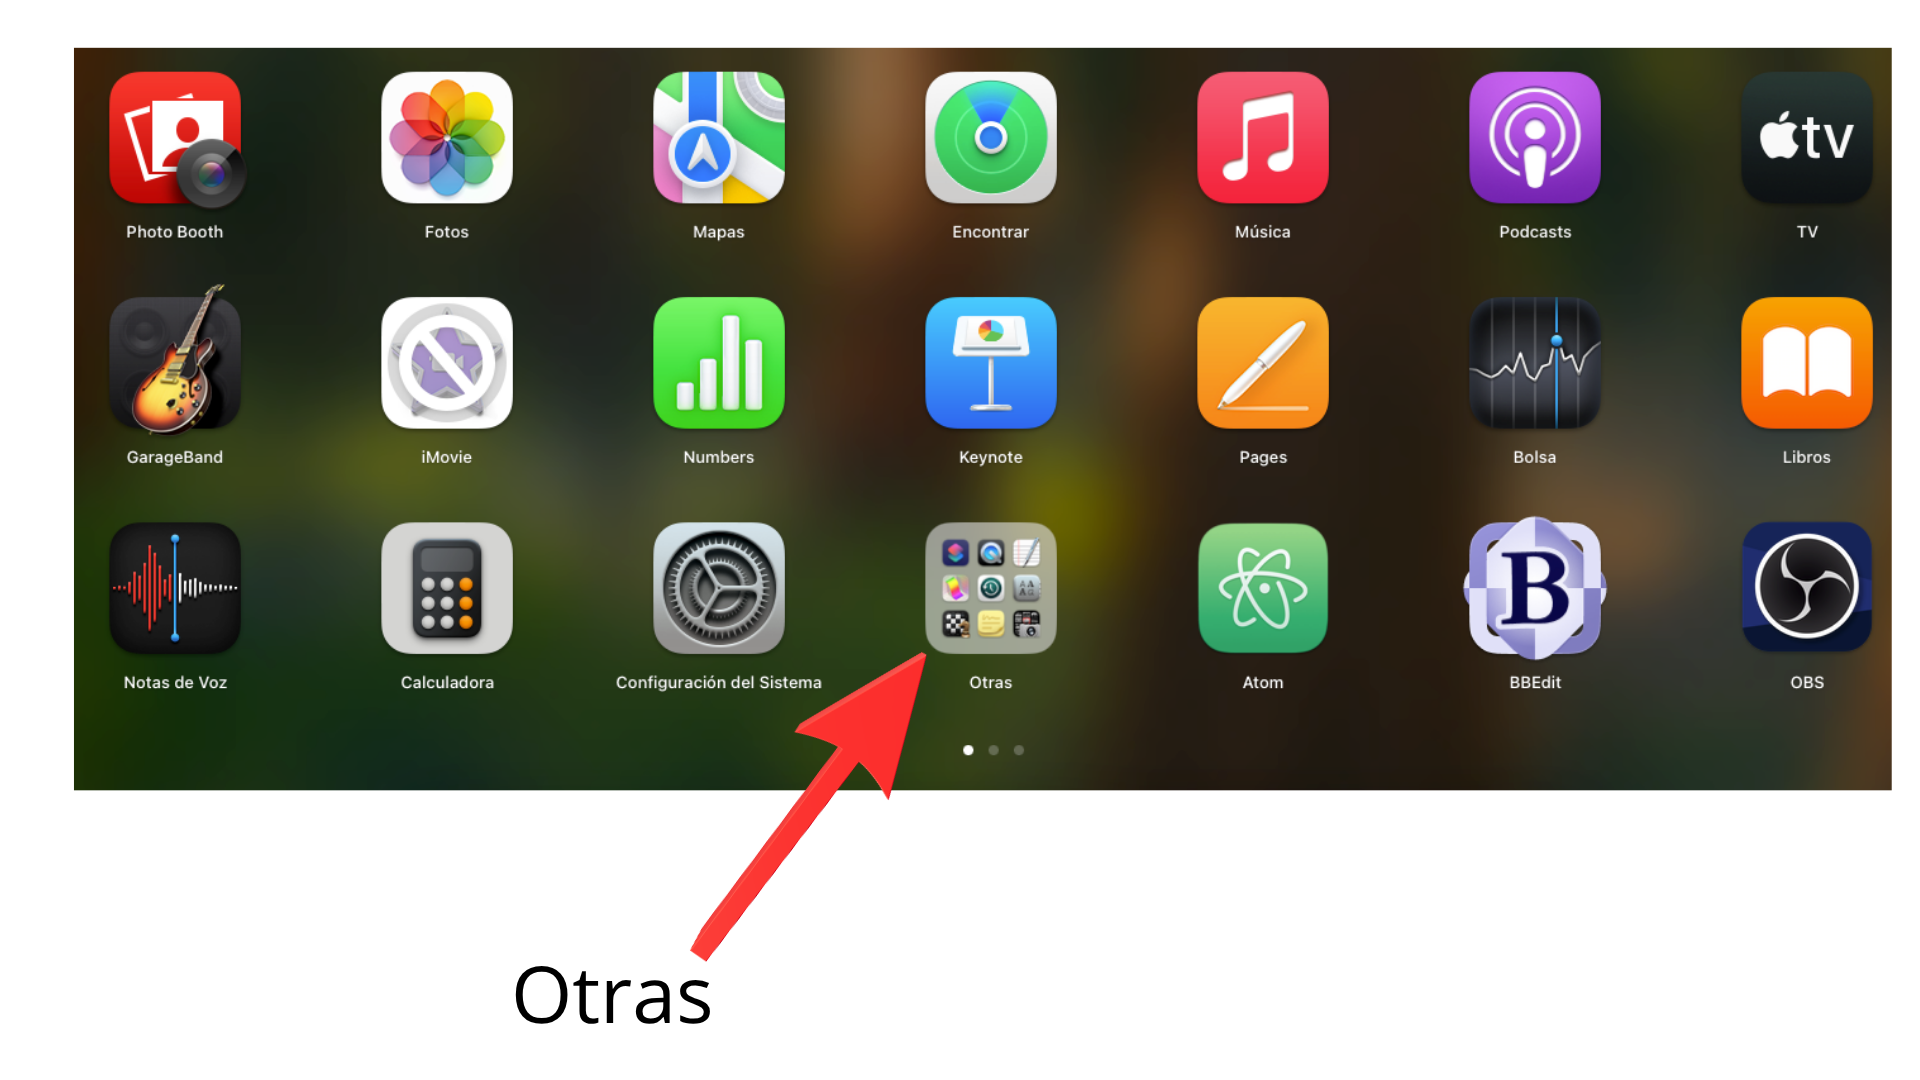 tv
Photo Booth
Fotos
Mapas
Encontrar
Música
Podcasts
TV
GarageBand
iMovie
Numbers
Keynote
Pages
Bolsa
Libros
B
Notas de Voz
Calculadora
Configuración del Sistema
Otras
Atom
BBEdit
OBS
Otras